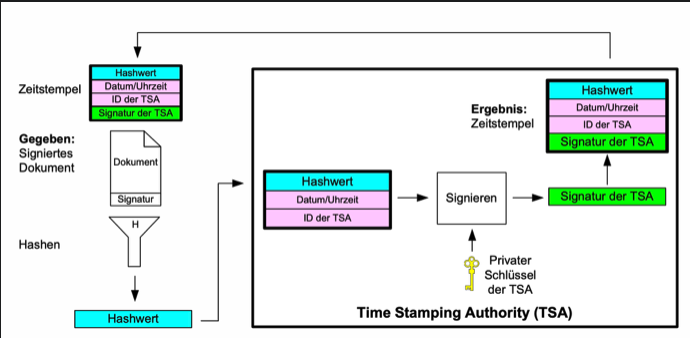 Zeitstempel
Hashwert
Datum/Uhrzeit
ID der TSA
Signatur der TSA
Gegeben:
Signiertes
Dokument
Dokument
Signatur
Hashen
H
Hashwert
Hashwert
Datum/Uhrzeit
ID der TSA
Signieren
Privater
Schlüssel
der TSA
Signatur der TSA
Ergebnis:
Zeitstempel
Hashwert
Datum/Uhrzeit
ID der TSA
Signatur der TSA
Time Stamping Authority (TSA)